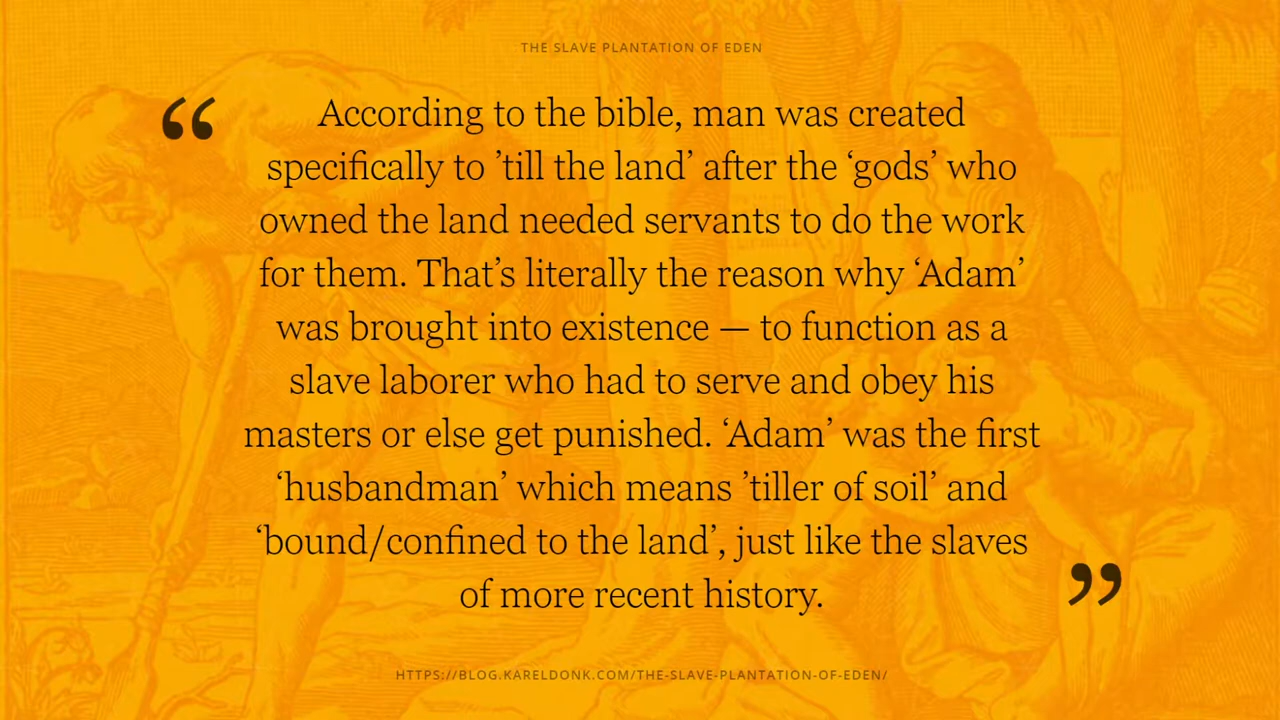 THE SLAVE PLANTATION OF EDEN
“ According to the bible, man was created
specifically to ’till the land’ after the ‘gods’ who
owned the land needed servants to do the work
for them. That’s literally the reason why ‘Adam’
was brought into existence — to function as a
slave laborer who had to serve and obey his
masters or else get punished. ‘Adam’ was the first
‘husbandman’ which means ’tiller of soil’ and
‘bound/confined to the land’, just like the slaves
of more recent history. ”
HTTPS://BLOG.KARELDONK.COM/THE-SLAVE-PLANTATION-OF-EDEN/